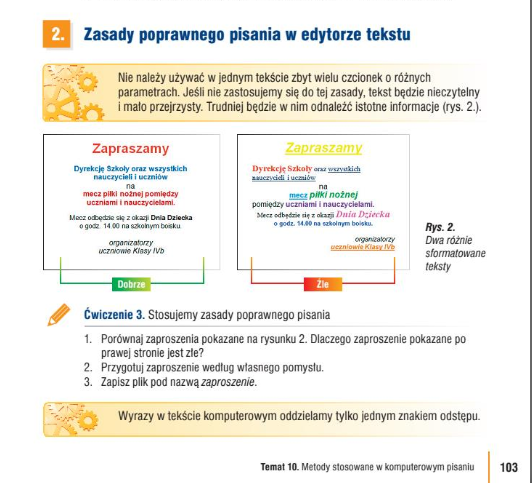 2. Zasady poprawnego pisania w edytorze tekstu
Nie należy używać w jednym tekście zbyt wielu czcionek o różnych
parametrach. Jeśli nie zastosujemy się do tej zasady, tekst będzie nieczytelny
i mało przejrzysty. Trudniej będzie w nim odnaleźć istotne informacje (rys. 2.).
Zapraszamy
Dyrekcję Szkoły oraz wszystkich
nauczycieli i uczniów
na
mecz piłki nożnej pomiędzy
uczniami i nauczycielami.
Mecz odbędzie się z okazji Dnia Dziecka
o godz. 14.00 na szkolnym boisku.
organizatorzy
uczniowie Klasy IVb
Dobrze
Zapraszamy
Dyrekcję Szkoły oraz wszystkich
nauczycieli i uczniów
na
mecz piłki nożnej
pomiędzy uczniami i nauczycielami.
Mecz odbędzie się z okazji Dnia Dziecka
o godz. 14.00 na szkolnym boisku.
organizatorzy
uczniowie Klasy IVb
Źle
Rys. 2.
Dwa różnie
sformatowane
teksty
Ćwiczenie 3. Stosujemy zasady poprawnego pisania
1. Porównaj zaproszenia pokazane na rysunku 2. Dlaczego zaproszenie pokazane po
prawej stronie jest złe?
2. Przygotuj zaproszenie według własnego pomysłu.
3. Zapisz plik pod nazwą zaproszenie.
Wyrazy w tekście komputerowym oddzielamy tylko jednym znakiem odstępu.
Temat 10. Metody stosowane w komputerowym pisaniu 103